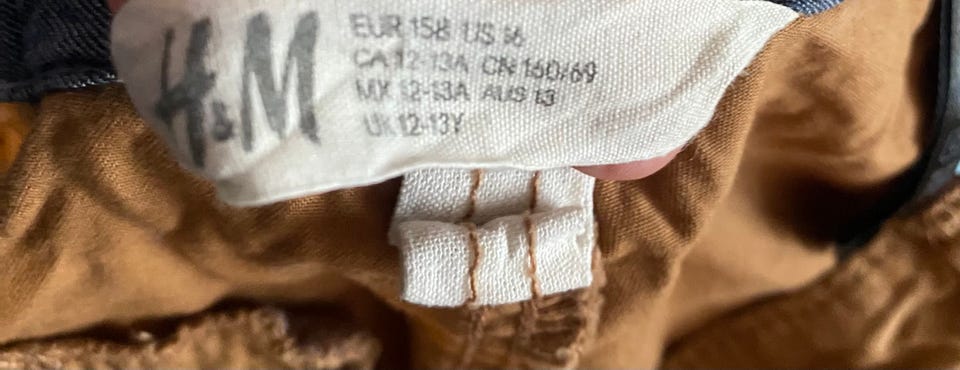 H&M
EUR 158 US 16
CA 12-13A CN 160/69
MX 12-13A AUS 13
UK 12-13Y